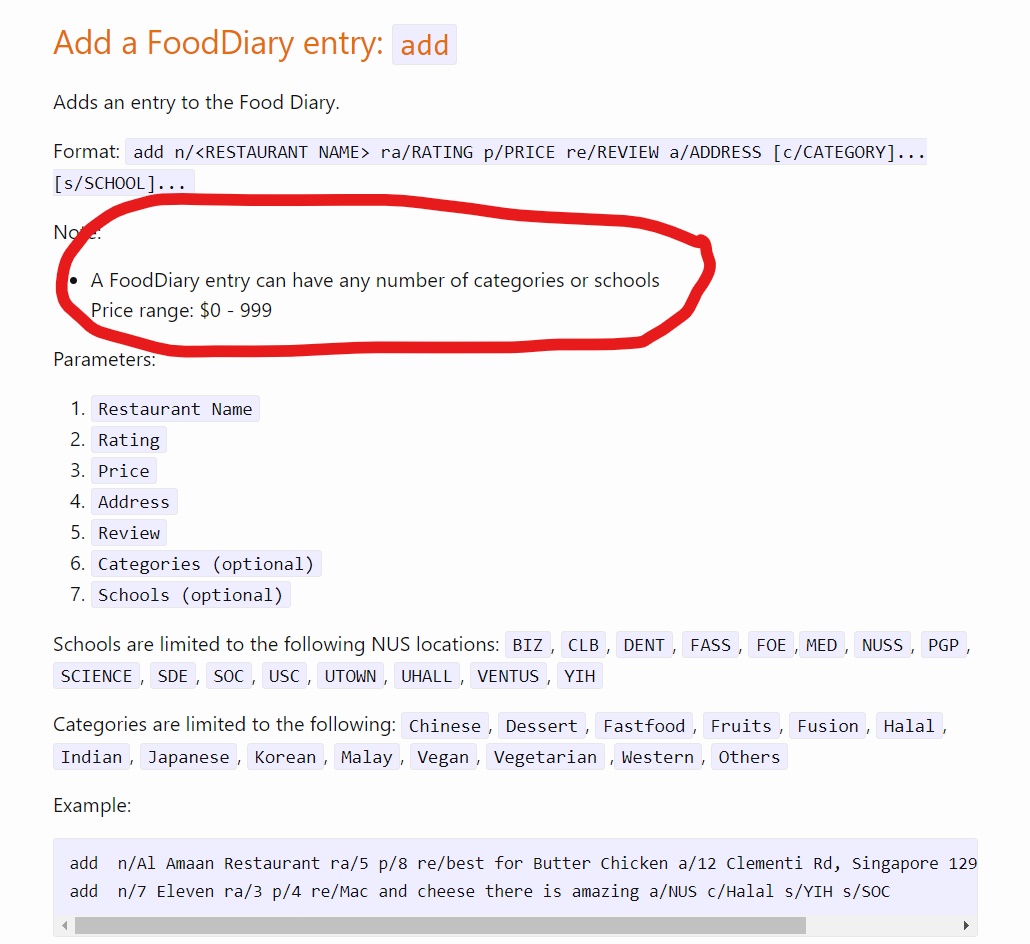 Add a FoodDiary entry: add
Adds an entry to the Food Diary.
Format: add n/<RESTAURANT NAME> ra/RATING p/PRICE re/REVIEW a/ADDRESS [c/CATEGORY]...
[s/SCHOOL]...
Note:
• A FoodDiary entry can have any number of categories or schools
Price range: $0 - 999
Parameters:
1. Restaurant Name
2. Rating
3. Price
4. Address
5. Review
6. Categories (optional)
7. Schools (optional)
Schools are limited to the following NUS locations: BIZ , CLB , DENT , FASS , FOE , MED , NUSS , PGP ,
SCIENCE , SDE , SOC , USC , UTOWN , UHALL , VENTUS , YIH
Categories are limited to the following: Chinese , Dessert , Fastfood , Fruits , Fusion , Halal ,
Indian , Japanese , Korean , Malay , Vegan , Vegetarian , Western , Others
Example:
add  n/Al Amaan Restaurant ra/5 p/8 re/best for Butter Chicken a/12 Clementi Rd, Singapore 129
add  n/7 Eleven ra/3 p/4 re/Mac and cheese there is amazing a/NUS c/Halal s/YIH s/SOC